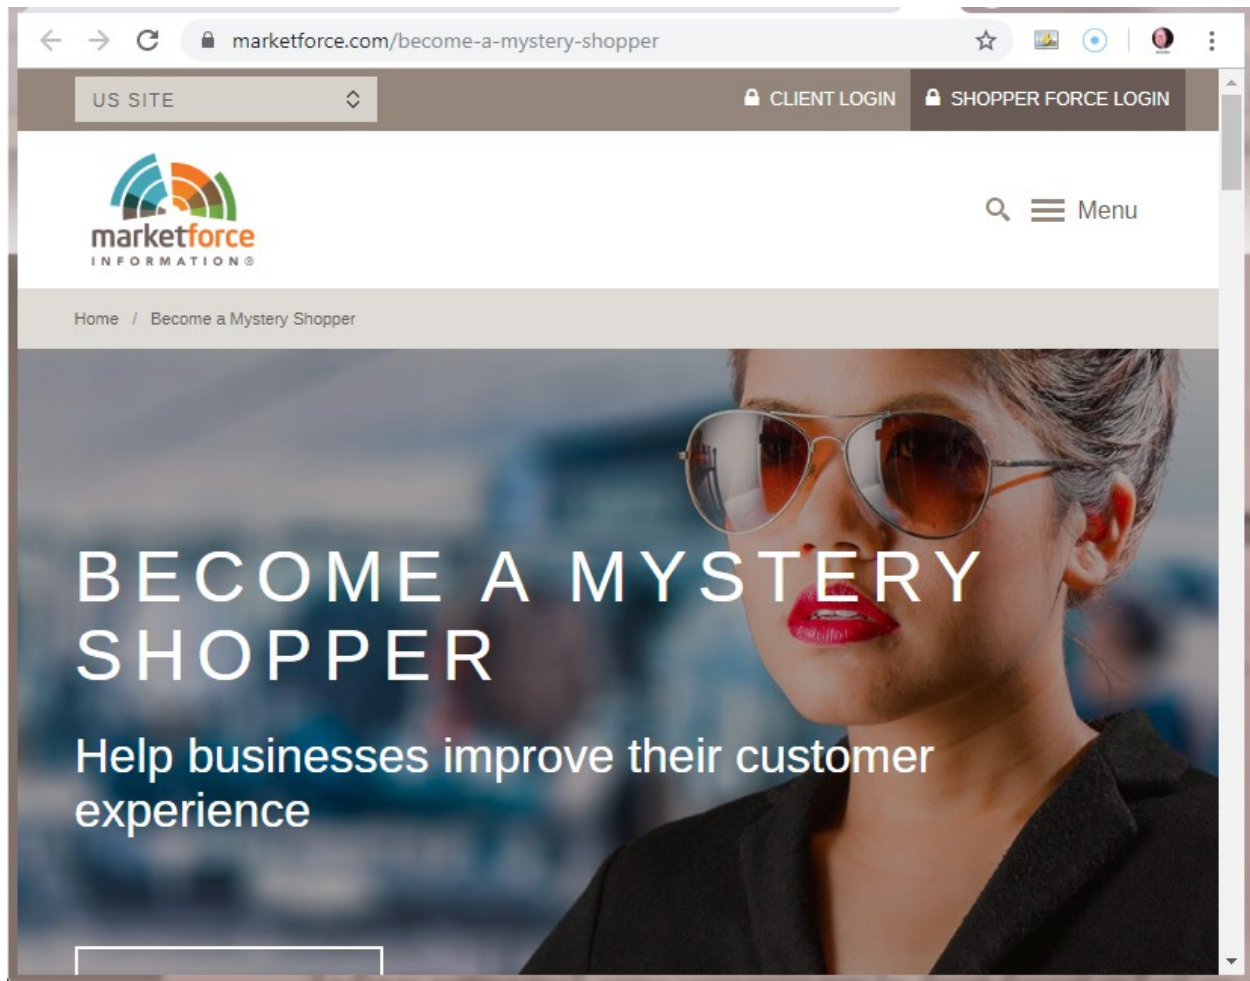 marketforce.com/become-a-mystery-shopper
US SITE
CLIENT LOGIN
SHOPPER FORCE LOGIN
marketforce
INFORMATION®
Menu
Home / Become a Mystery Shopper
BECOME A MYSTERY
SHOPPER
Help businesses improve their customer
experience